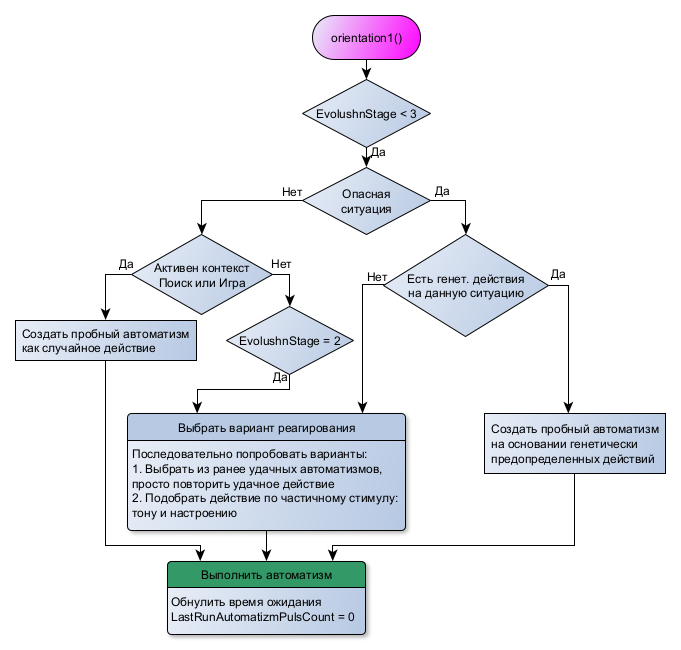 orientation1()
EvolushnStage < 3
Да
Опасная
ситуация
Нет
Да
Активен контекст
Поиск или Игра
Да
Нет
Есть генет. действия
на данную ситуацию
Нет
Да
Создать пробный автоматизм
как случайное действие
EvolushnStage = 2
Да
Выбрать вариант реагирования
Последовательно попробовать варианты:
1. Выбрать из ранее удачных автоматизмов,
просто повторить удачное действие
2. Подобрать действие по частичному стимулу:
тону и настроению
Создать пробный автоматизм
на основании генетически
предопределенных действий
Выполнить автоматизм
Обнулить время ожидания
LastRunAutomatizmPulsCount = 0